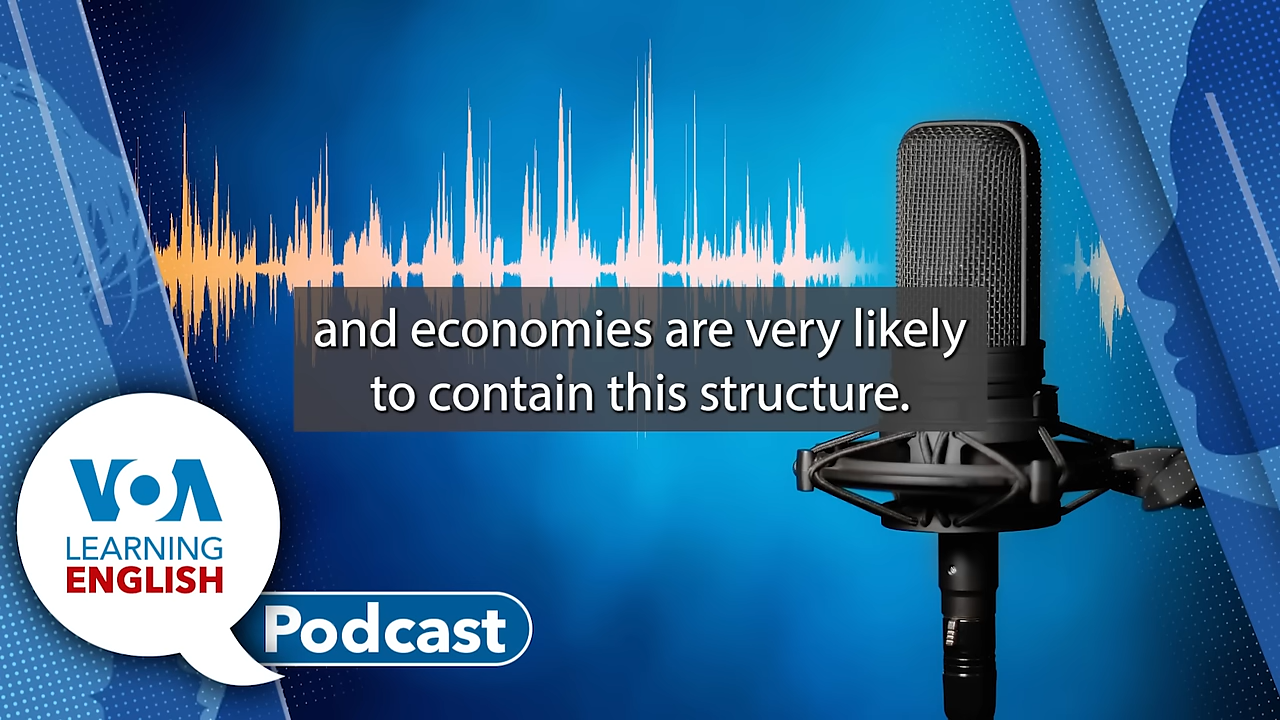 and economies are very likely
to contain this structure.
VOA
LEARNING
ENGLISH
Podcast